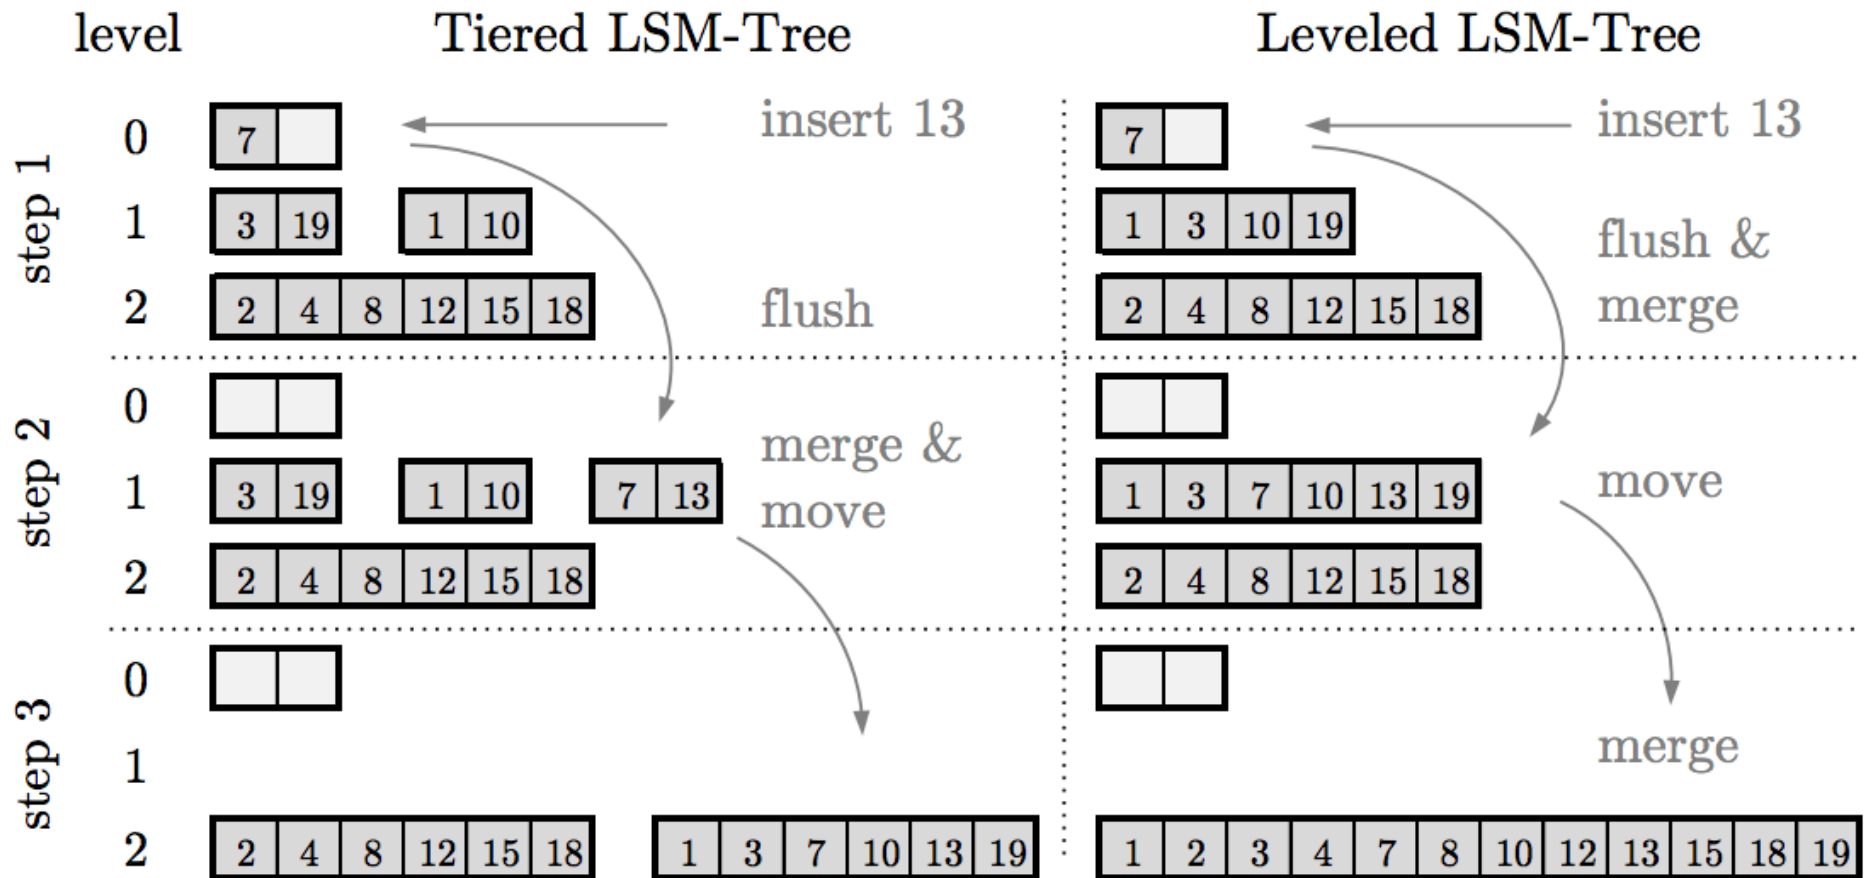 level Tiered LSM-Tree Leveled LSM-Tree
step 1
0 7 insert 13 7 insert 13
1 3 19 1 10 1 3 10 19 flush &
2 2 4 8 12 15 18 flush 2 4 8 12 15 18 merge
step 2
0
merge &
1 3 19 1 10 7 13 move 1 3 7 10 13 19 move
2 2 4 8 12 15 18 2 4 8 12 15 18
step 3
0
1 merge
2 2 4 8 12 15 18 1 3 7 10 13 19 1 2 3 4 7 8 10 12 13 15 18 19